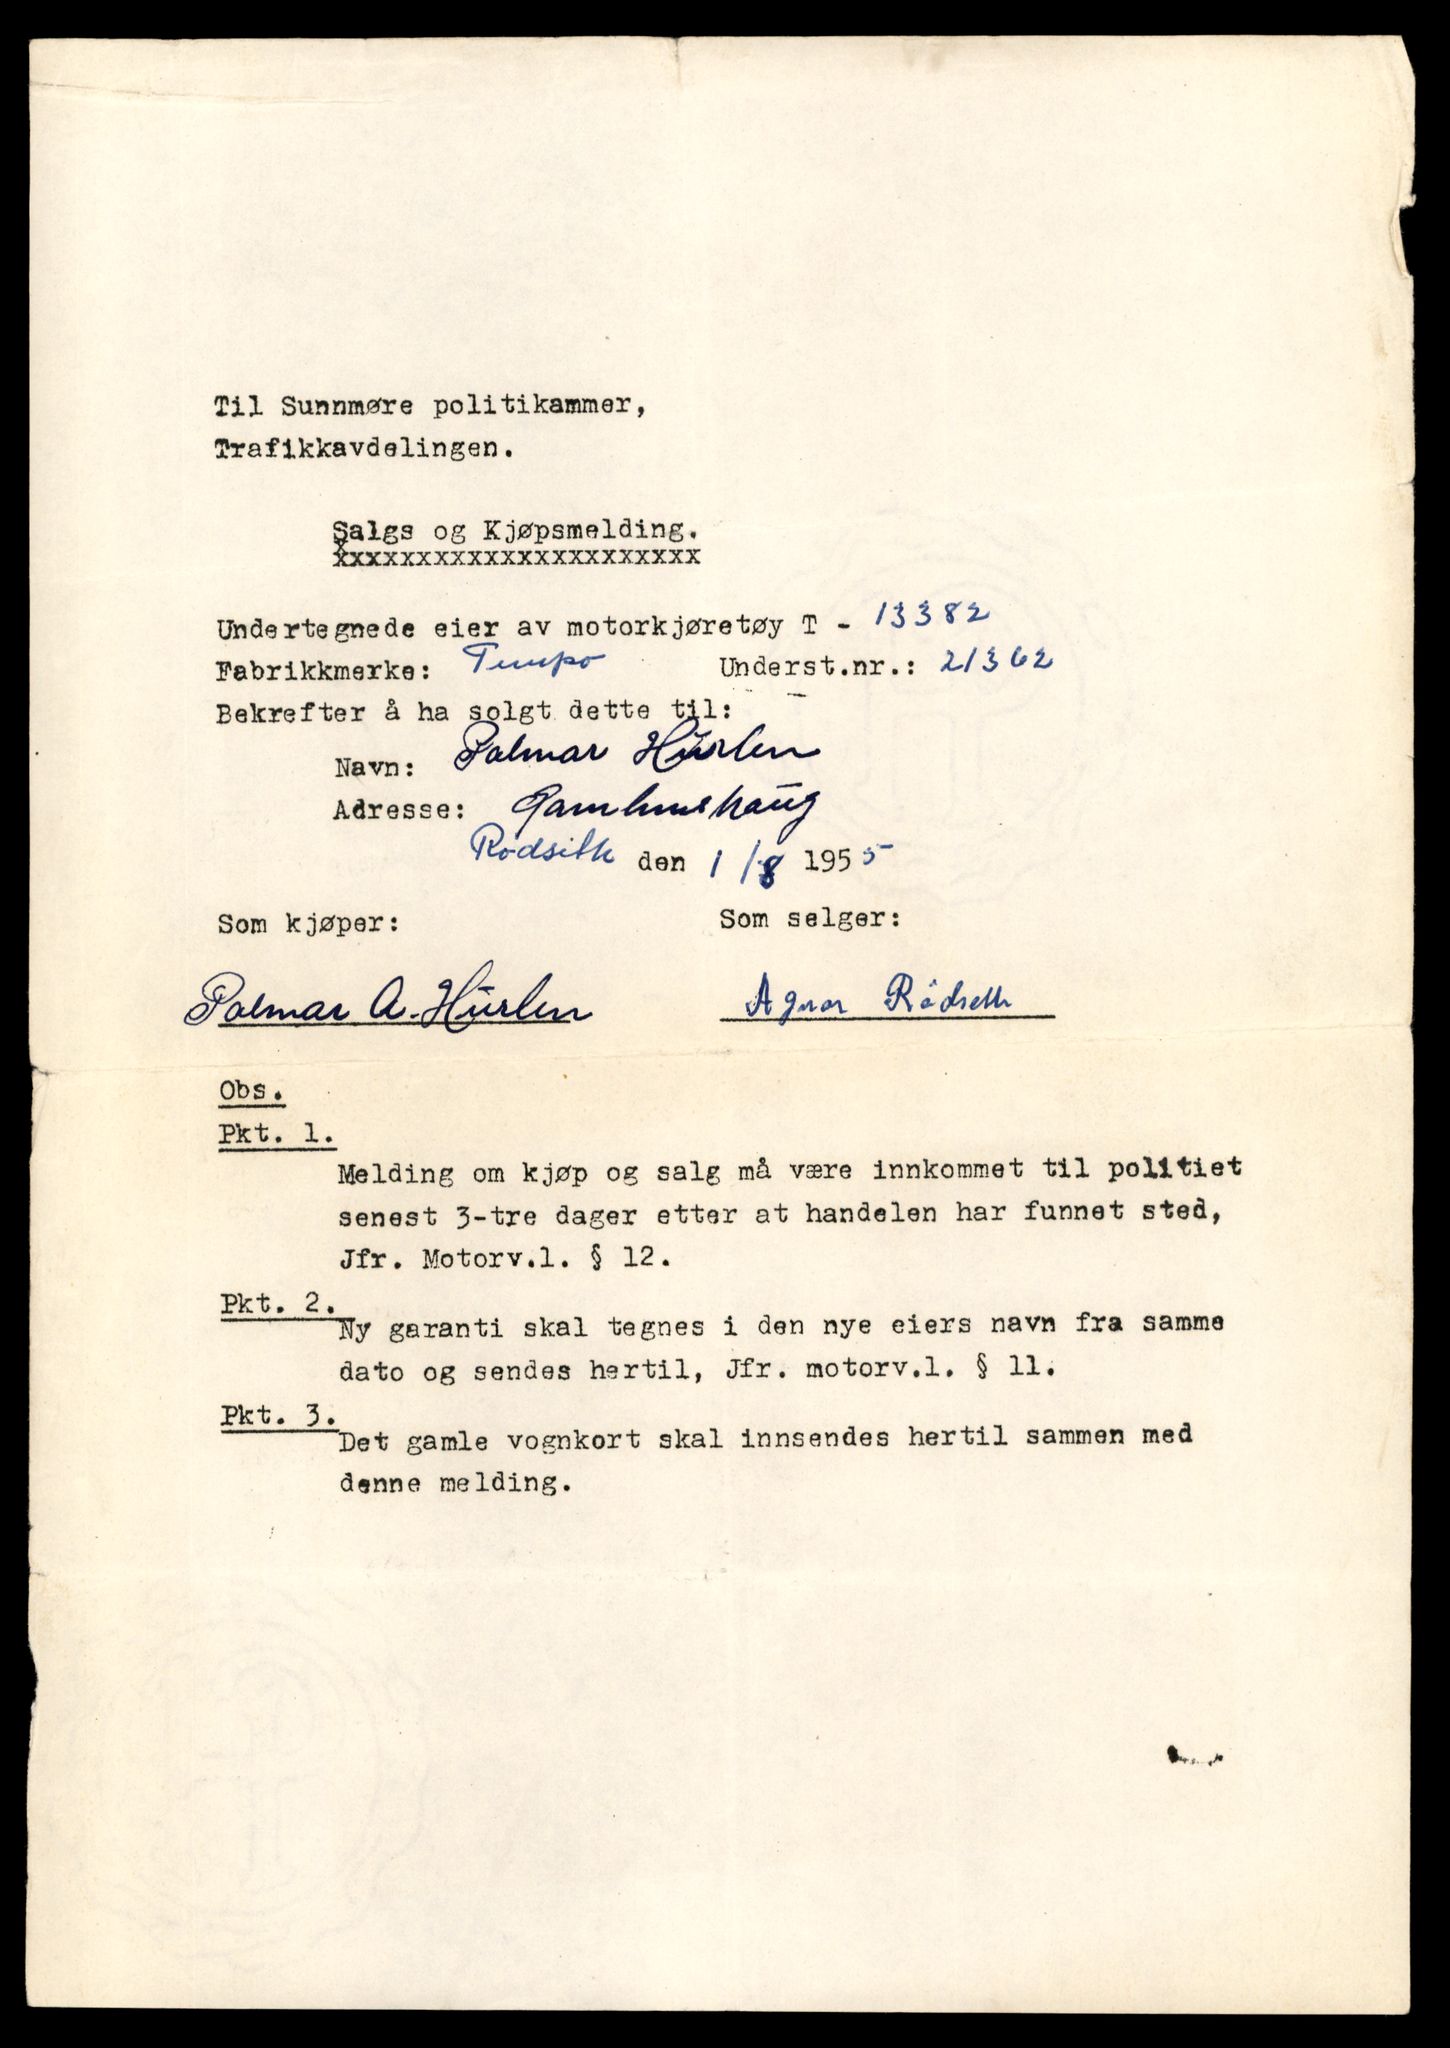 Til Sunnmøre politikammer,
Trafikkavdelingen.
Salgs og Kjøpsmelding.
xxxxxxxxxxxxxxxxxxxxxx
Undertegnede eier av motorkjøretøy T - 13382
Fabrikkmerke: Tempo Underst.nr.: 21362
Bekrefter å ha solgt dette til:
Navn: Palmar Hurlen
Adresse: Gamlemshaug
Rødseth den 1/8 1955
Som kjøper: Som selger:
Palmar A. Hurlen Agnar Rødseth
Obs.
Pkt. 1.
Melding om kjøp og salg må være innkommet til politiet
senest 3-tre dager etter at handelen har funnet sted,
Jfr. Motorv.l. § 12.
Pkt. 2.
Ny garanti skal tegnes i den nye eiers navn fra samme
dato og sendes hertil, Jfr. motorv.l. § 11.
Pkt. 3.
Det gamle vognkort skal innsendes hertil sammen med
denne melding.